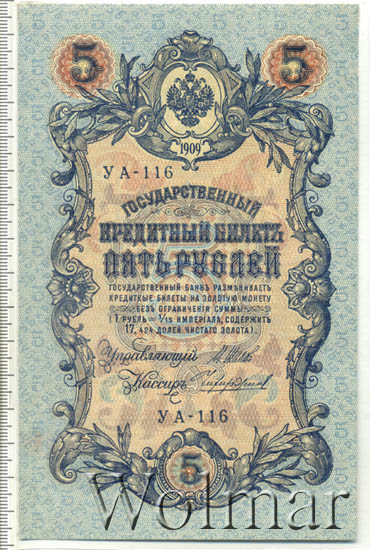 5 5
1909
УА-116
ГОСУДАРСТВЕННЫЙ
КРЕДИТНЫЙ БИЛЕТЪ
ПЯТЬ РУБЛЕЙ
ГОСУДАРСТВЕННЫЙ БАНКЪ РАЗМѢНИВАЕТЪ
КРЕДИТНЫЕ БИЛЕТЫ НА ЗОЛОТУЮ МОНЕТУ
БЕЗЪ ОГРАНИЧЕНІЯ СУММЫ
(1 РУБЛЬ = 1/15 ИМПЕРІАЛА, СОДЕРЖИТЪ
17,424 ДОЛЕЙ ЧИСТАГО ЗОЛОТА).
Управляющій
Кассиръ
УА-116
5
Wolmar